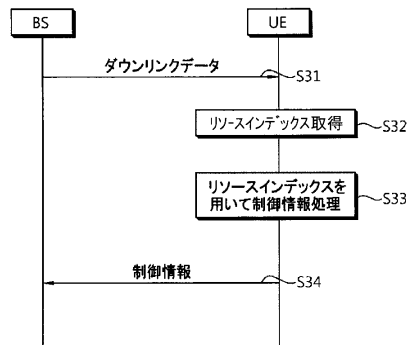 BS
UE
ダウンリンクデータ
S31
リソースインデックス取得
S32
リソースインデックスを
用いて制御情報処理
S33
制御情報
S34